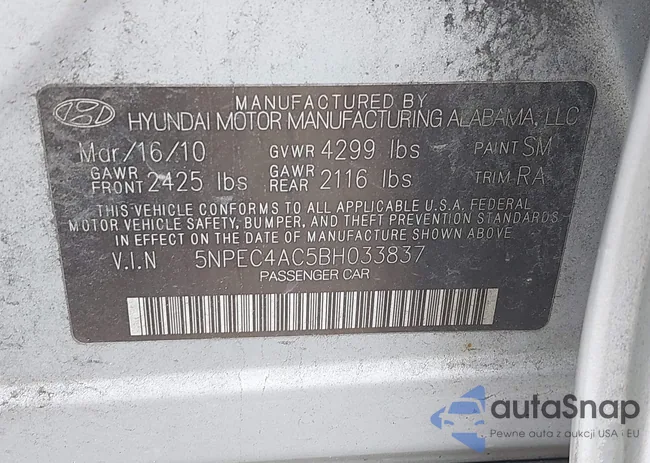 MANUFACTURED BY
HYUNDAI MOTOR MANUFACTURING ALABAMA, LLC
Mar/16/10 GVWR 4299 lbs PAINT SM
GAWR FRONT 2425 lbs GAWR REAR 2116 lbs TRIM RA
THIS VEHICLE CONFORMS TO ALL APPLICABLE U.S.A. FEDERAL
MOTOR VEHICLE SAFETY, BUMPER, AND THEFT PREVENTION STANDARDS
IN EFFECT ON THE DATE OF MANUFACTURE SHOWN ABOVE
V.I.N 5NPEC4AC5BH033837
PASSENGER CAR
autaSnap
Pewne auta z aukcji USA - EU